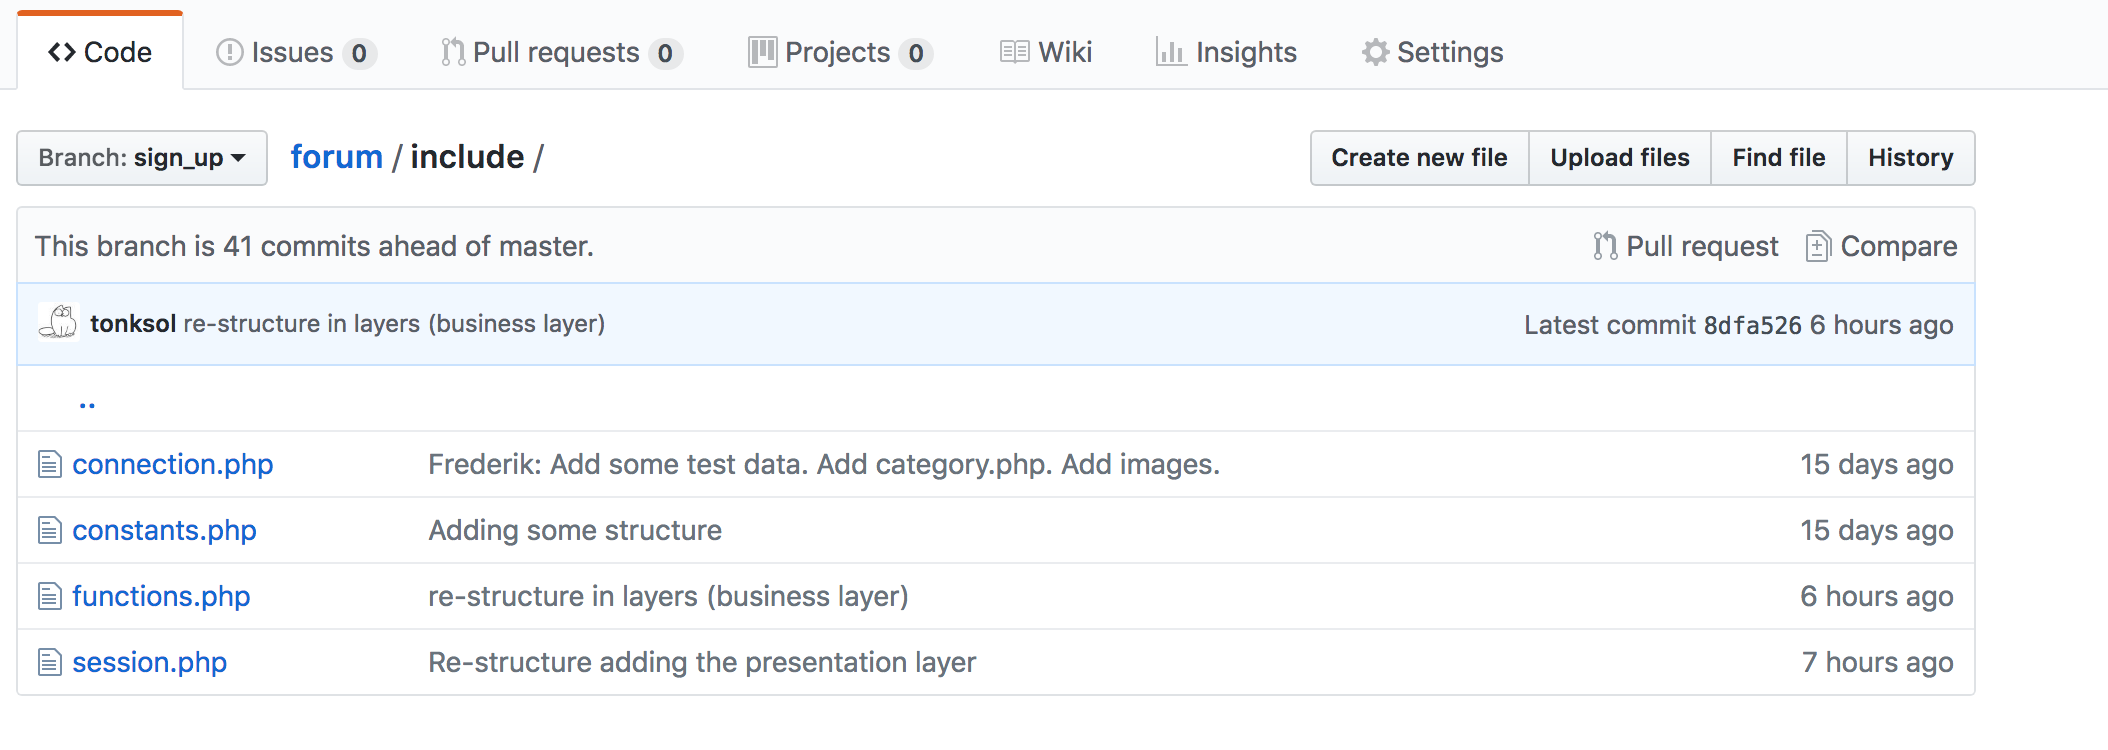 Code Issues 0 Pull requests 0 Projects 0 Wiki Insights Settings
Branch: sign_up forum / include / Create new file Upload files Find file History
This branch is 41 commits ahead of master. Pull request Compare
tonksol re-structure in layers (business layer) Latest commit 8dfa526 6 hours ago
..
connection.php Frederik: Add some test data. Add category.php. Add images. 15 days ago
constants.php Adding some structure 15 days ago
functions.php re-structure in layers (business layer) 6 hours ago
session.php Re-structure adding the presentation layer 7 hours ago